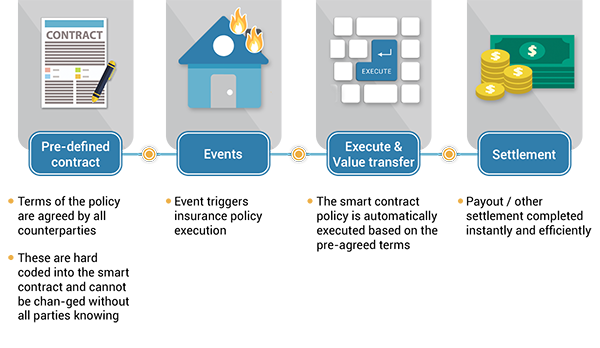 CONTRACT
EXECUTE
Pre-defined
contract
Events
Execute &
Value transfer
Settlement
• Terms of the policy
are agreed by all
counterparties
• These are hard
coded into the smart
contract and cannot
be chan-ged without
all parties knowing
• Event triggers
insurance policy
execution
• The smart contract
policy is automatically
executed based on the
pre-agreed terms
• Payout / other
settlement completed
instantly and efficiently